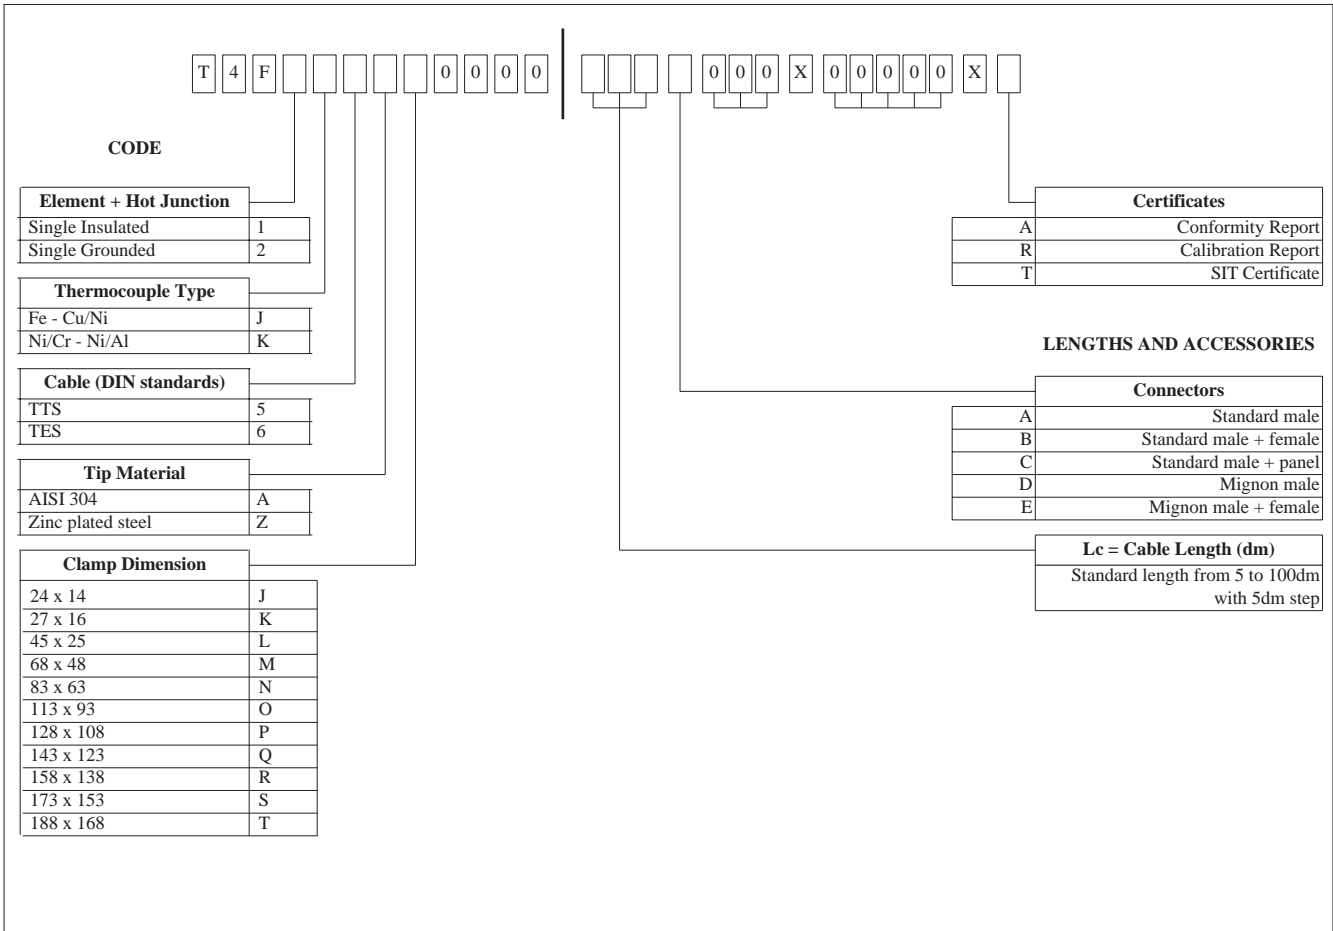 T 4 F 0 0 0 0 0 0 0 X 0 0 0 0 0 X
CODE
Element + Hot Junction
Single Insulated 1
Single Grounded 2
Thermocouple Type
Fe - Cu/Ni J
Ni/Cr - Ni/Al K
Cable (DIN standards)
TTS 5
TES 6
Tip Material
AISI 304 A
Zinc plated steel Z
Clamp Dimension
24 x 14 J
27 x 16 K
45 x 25 L
68 x 48 M
83 x 63 N
113 x 93 O
128 x 108 P
143 x 123 Q
158 x 138 R
173 x 153 S
188 x 168 T
Certificates
A Conformity Report
R Calibration Report
T SIT Certificate
LENGTHS AND ACCESSORIES
Connectors
A Standard male
B Standard male + female
C Standard male + panel
D Mignon male
E Mignon male + female
Lc = Cable Length (dm)
Standard length from 5 to 100dm
with 5dm step